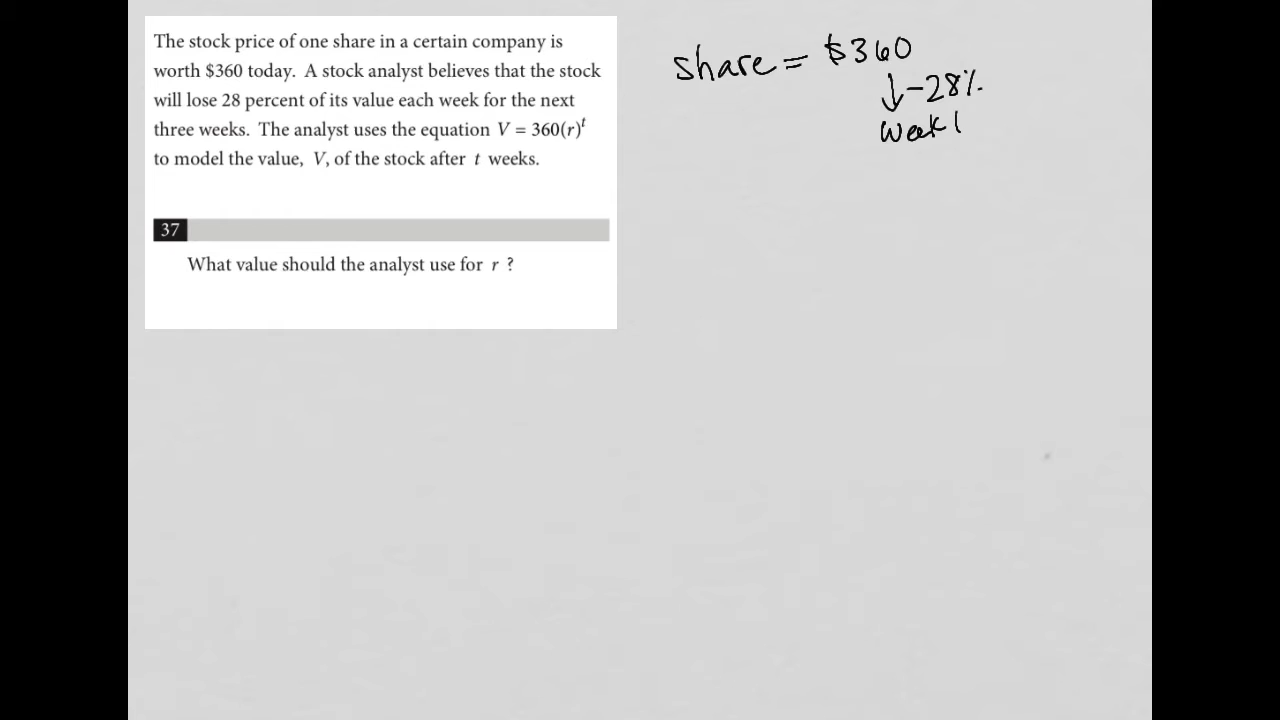 The stock price of one share in a certain company is
worth $360 today. A stock analyst believes that the stock
will lose 28 percent of its value each week for the next
three weeks. The analyst uses the equation V = 360(r)^t
to model the value, V, of the stock after t weeks.
37
What value should the analyst use for r ?
share = $360
↓ -28%
week 1